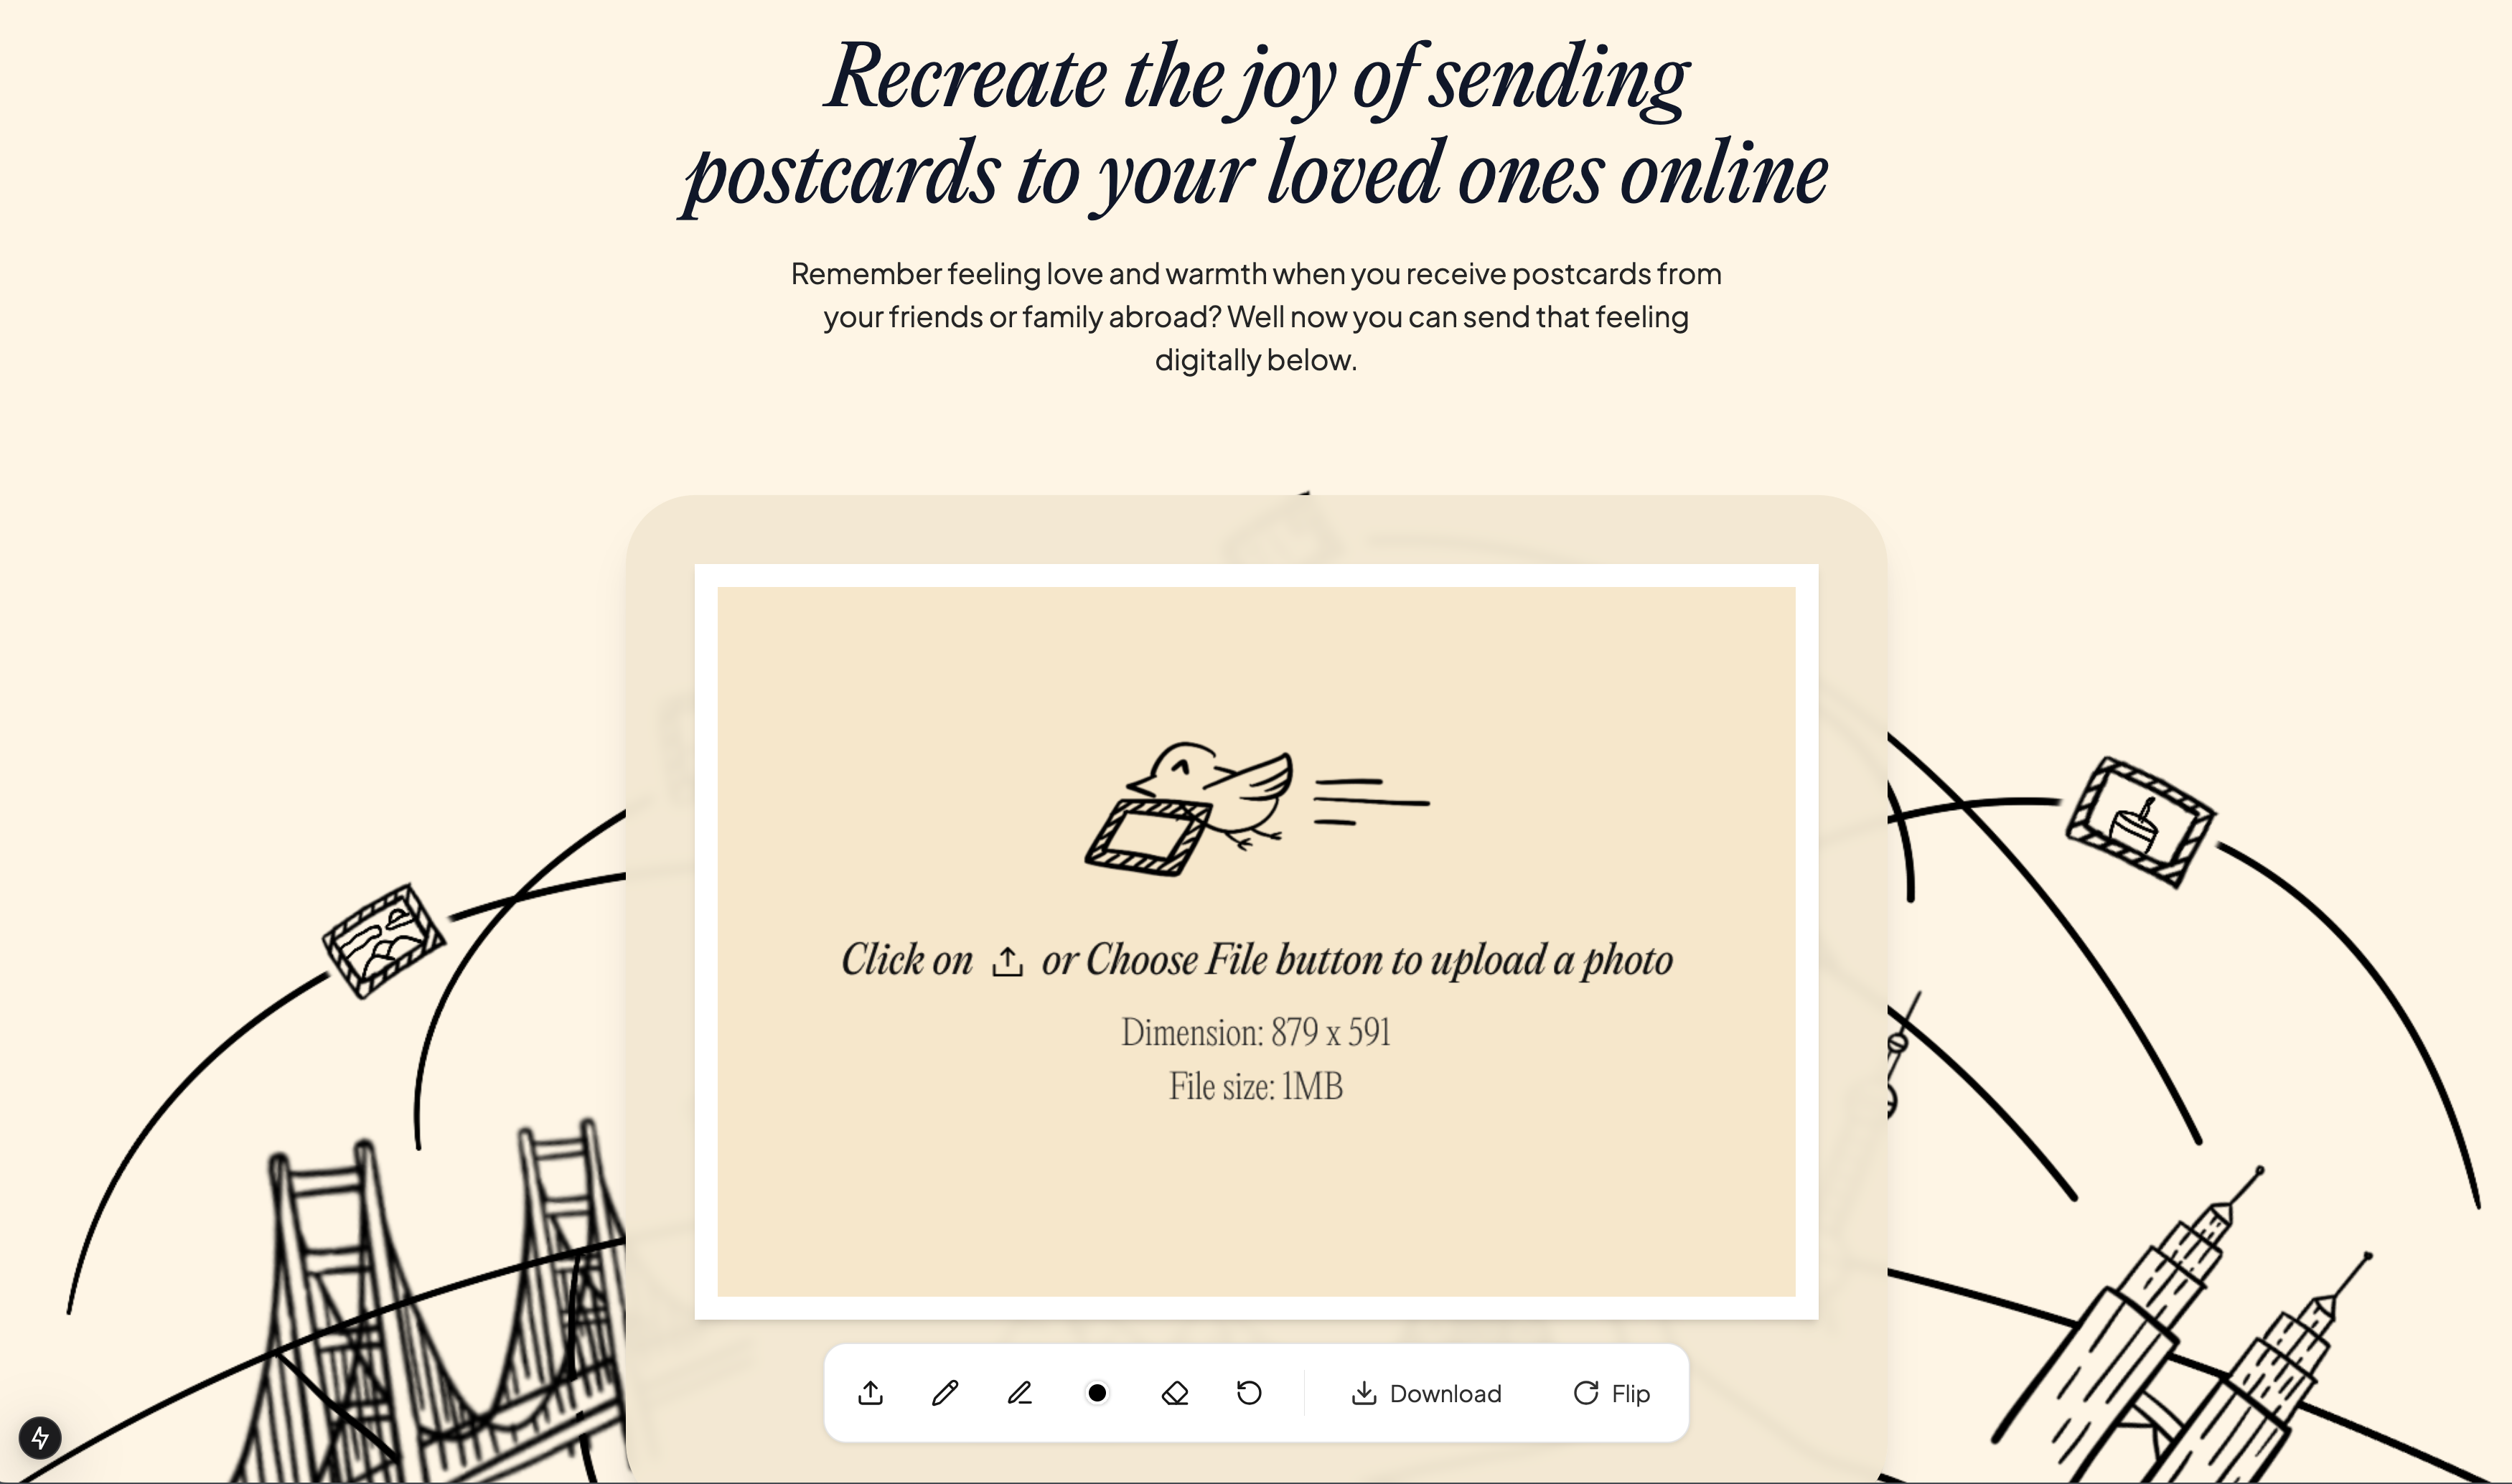 Recreate the joy of sending
postcards to your loved ones online
Remember feeling love and warmth when you receive postcards from
your friends or family abroad? Well now you can send that feeling
digitally below.
Click on or Choose File button to upload a photo
Dimension: 879 x 591
File size: 1MB
Download Flip